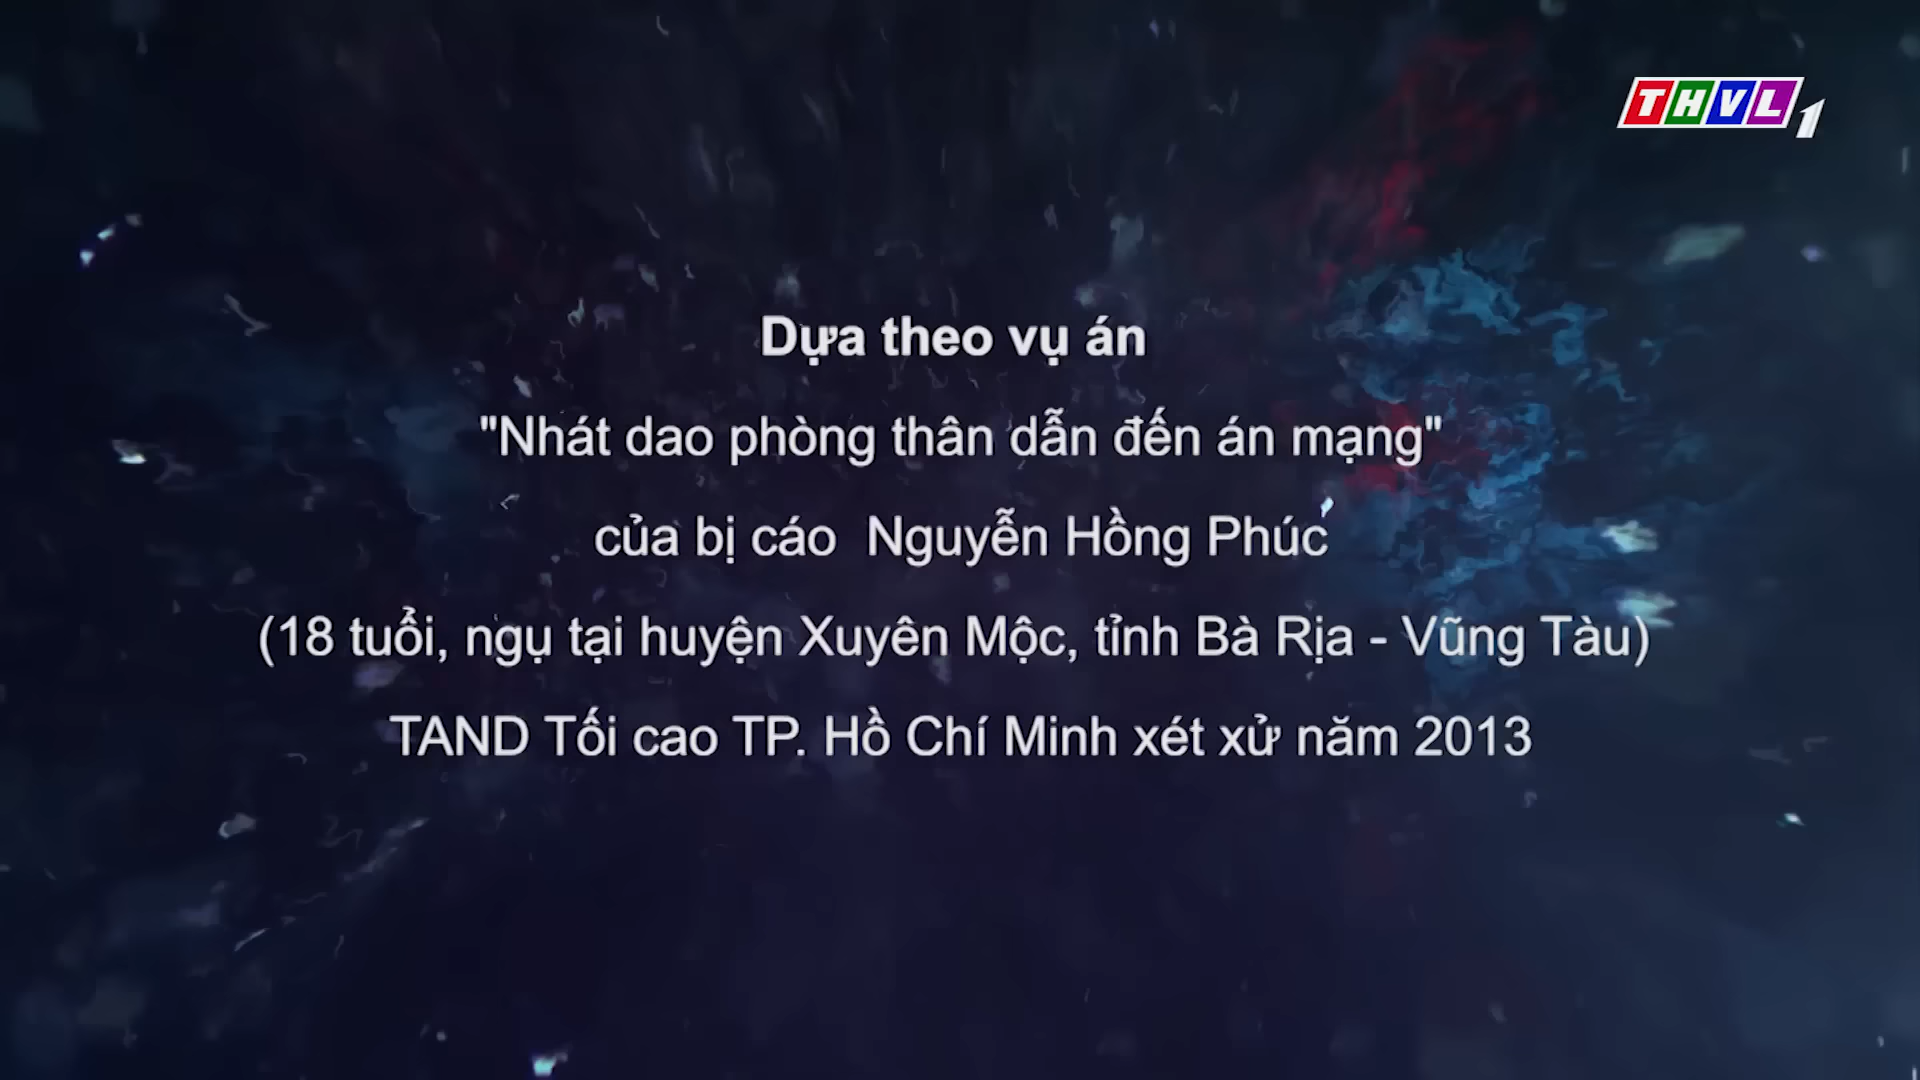 THVL1
Dựa theo vụ án
"Nhát dao phòng thân dẫn đến án mạng"
của bị cáo  Nguyễn Hồng Phúc
(18 tuổi, ngụ tại huyện Xuyên Mộc, tỉnh Bà Rịa - Vũng Tàu)
TAND Tối cao TP. Hồ Chí Minh xét xử năm 2013